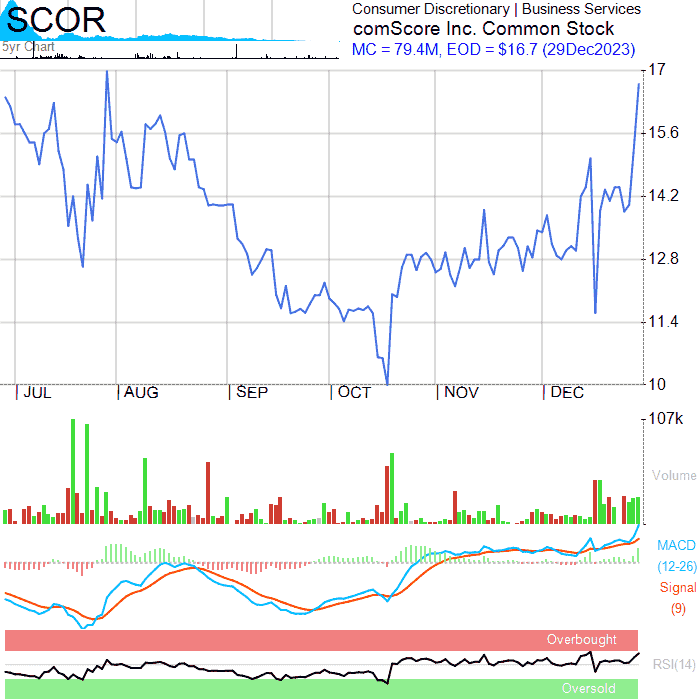 SCOR
5yr Chart
Consumer Discretionary | Business Services
comScore Inc. Common Stock
MC = 79.4M, EOD = $16.7 (29Dec2023)
17
15.6
14.2
12.8
11.4
10
JUL AUG SEP OCT NOV DEC
107k
Volume
MACD
(12-26)
Signal
(9)
Overbought
RSI(14)
Oversold